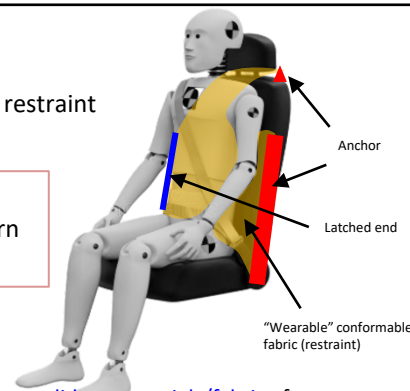 restraint
Anchor
rn
Latched end
"Wearable" conformable
fabric (restraint)